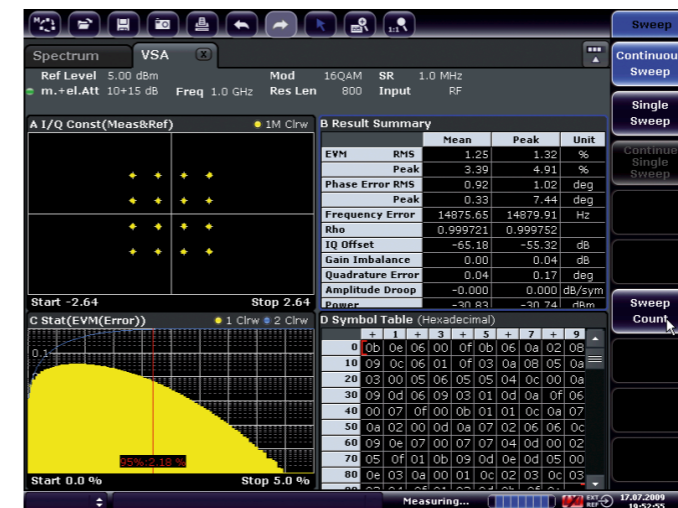 Sweep
Spectrum VSA X
Continuou Sweep
Ref Level 5.00 dBm Mod 16QAM SR 1.0 MHz
m.+el.Att 10+15 dB Freq 1.0 GHz Res Len 800 Input RF
Single Sweep
Continue Single Sweep
A I/Q Const(Meas&Ref) 1M Clrw
Start -2.64 Stop 2.64
B Result Summary
Mean Peak Unit
EVM RMS 1.25 1.32 %
Peak 3.39 4.91 %
Phase Error RMS 0.92 1.02 deg
Peak 0.33 7.44 deg
Frequency Error 14875.65 14879.91 Hz
Rho 0.999721 0.999752
IQ Offset -65.18 -55.32 dB
Gain Imbalance 0.00 0.04 dB
Quadrature Error 0.04 0.17 deg
Amplitude Droop -0.000 0.000 dB/sym
Power -30.83 -30.74 dBm
Sweep Count
C Stat(EVM(Error)) 1 Clrw 2 Clrw
0.1
95%:2.18 %
Start 0.0 % Stop 5.0 %
D Symbol Table (Hexadecimal)
+ 1 + 3 + 5 + 7 + 9
0 0b 0e 06 00 0f 0b 06 0a 02 08
10 09 0c 06 01 0f 03 0a 08 05 0a
20 03 00 05 06 05 05 04 0c 00 0a
30 09 0d 06 09 03 01 0d 0a 0f 06
40 00 07 0f 00 0b 01 01 0c 0a 07
50 0a 02 00 0d 0a 07 02 06 06 0c
60 09 0e 07 00 07 07 04 0d 00 02
70 05 0f 01 0b 09 0d 0e 0d 05 00
80 0e 03 0a 00 01 0c 02 03 0c 03
Measuring... EXT REF 17.07.2009
19:52:55